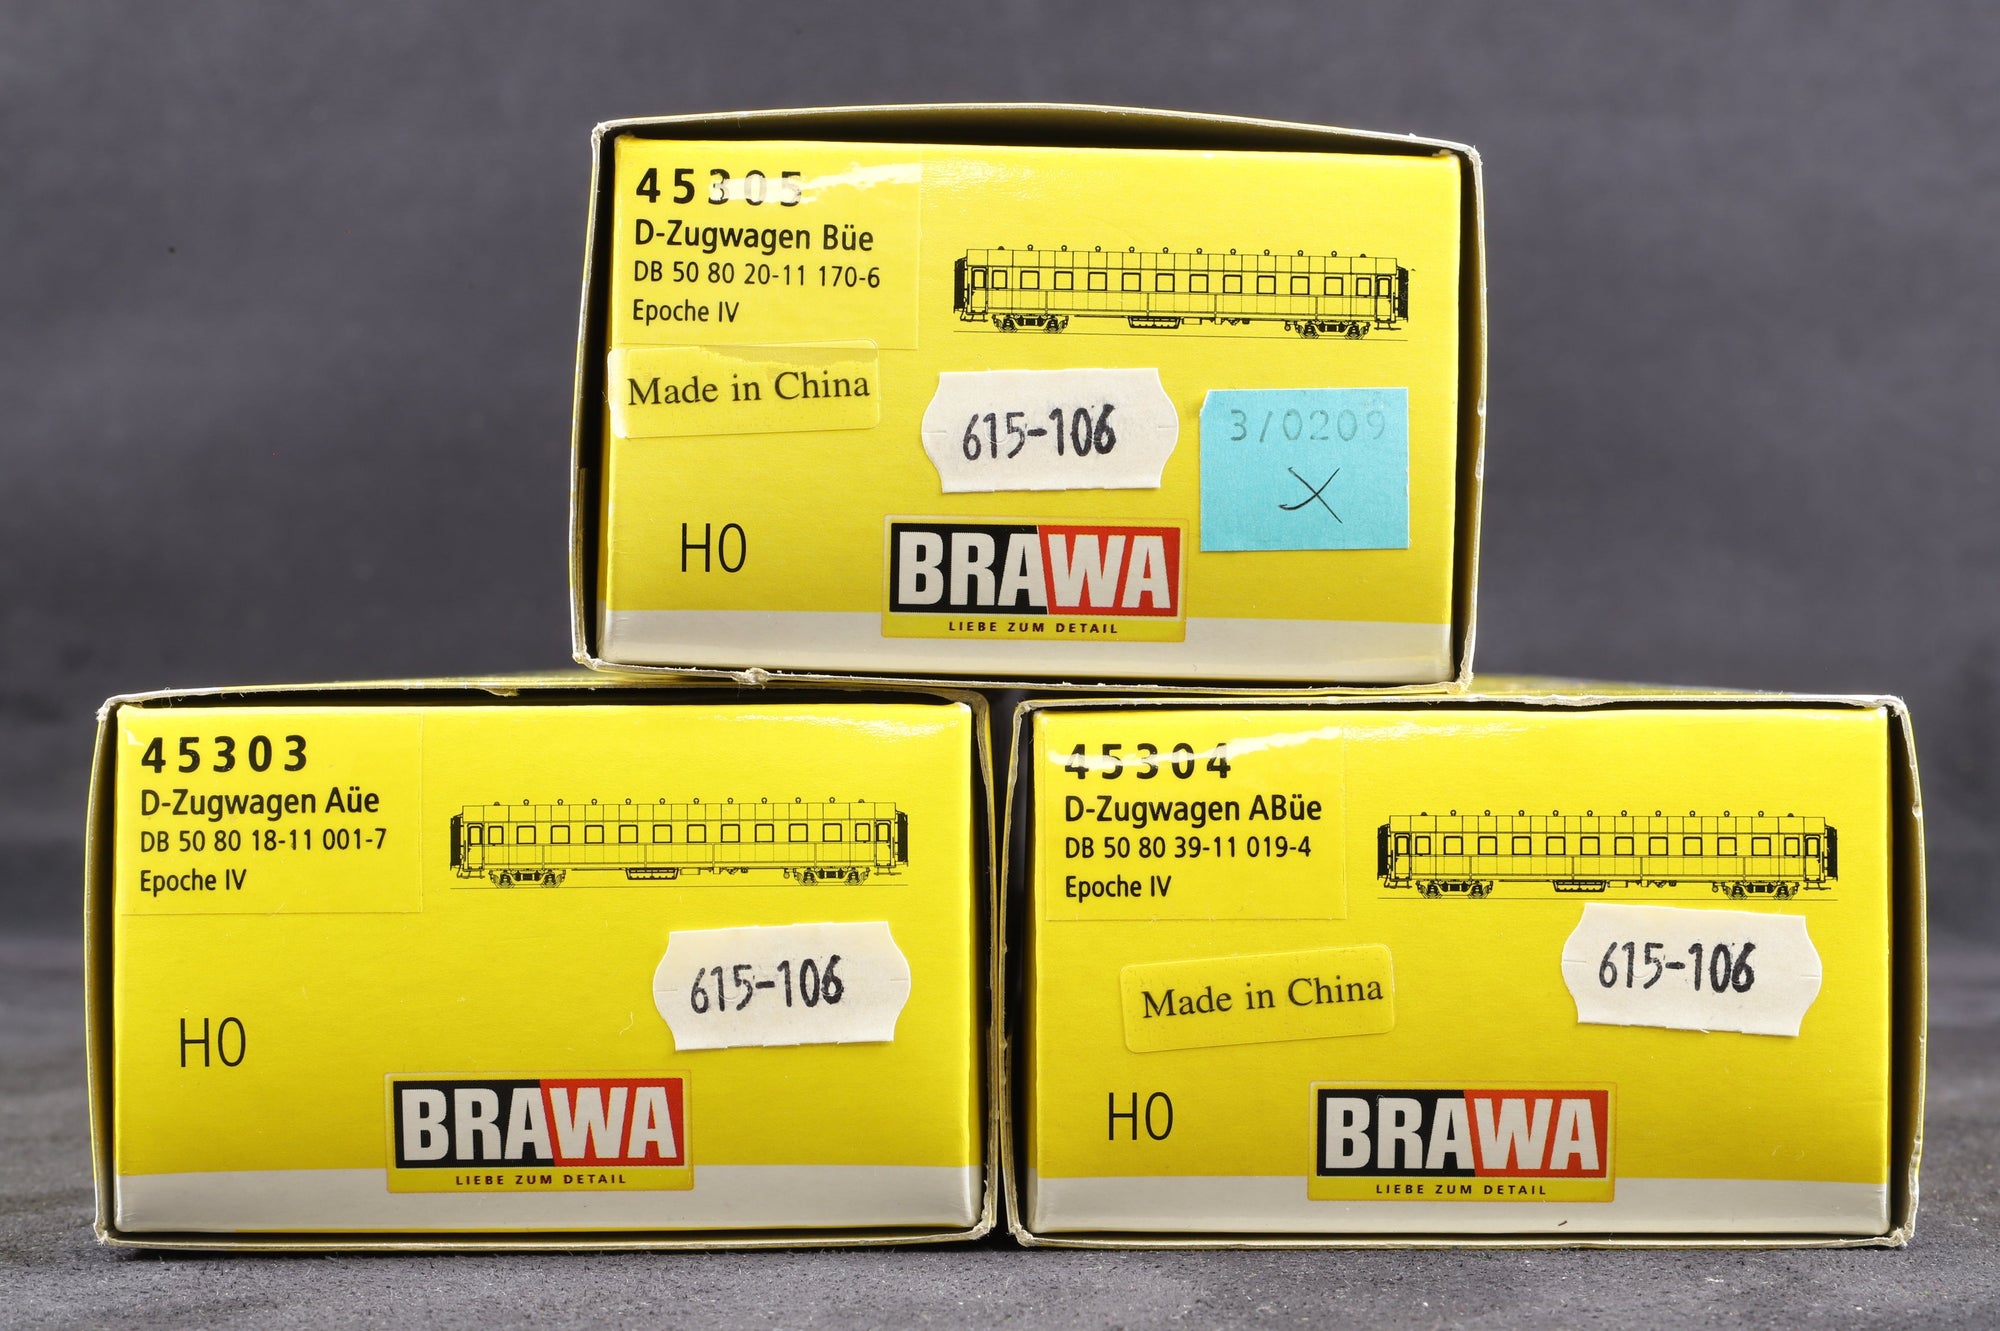 45305
D-Zugwagen Büe
DB 50 80 20-11 170-6
Epoche IV
Made in China
615-106
3/0209
X
H0
BRAWA
LIEBE ZUM DETAIL
45303
D-Zugwagen Aüe
DB 50 80 18-11 001-7
Epoche IV
615-106
H0
BRAWA
LIEBE ZUM DETAIL
45304
D-Zugwagen ABüe
DB 50 80 39-11 019-4
Epoche IV
615-106
Made in China
H0
BRAWA
LIEBE ZUM DETAIL